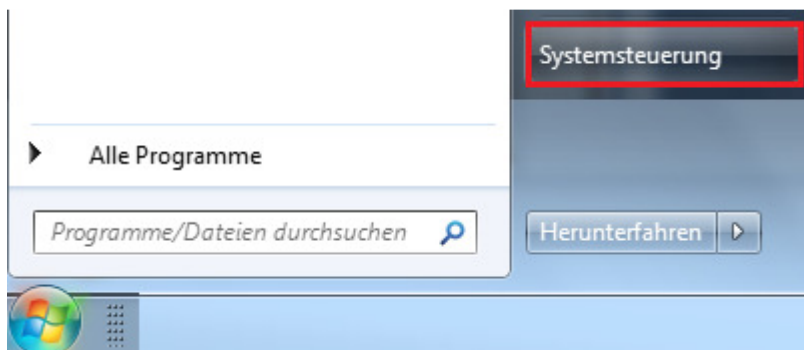 Systemsteuerung
Alle Programme
Programme/Dateien durchsuchen
Herunterfahren